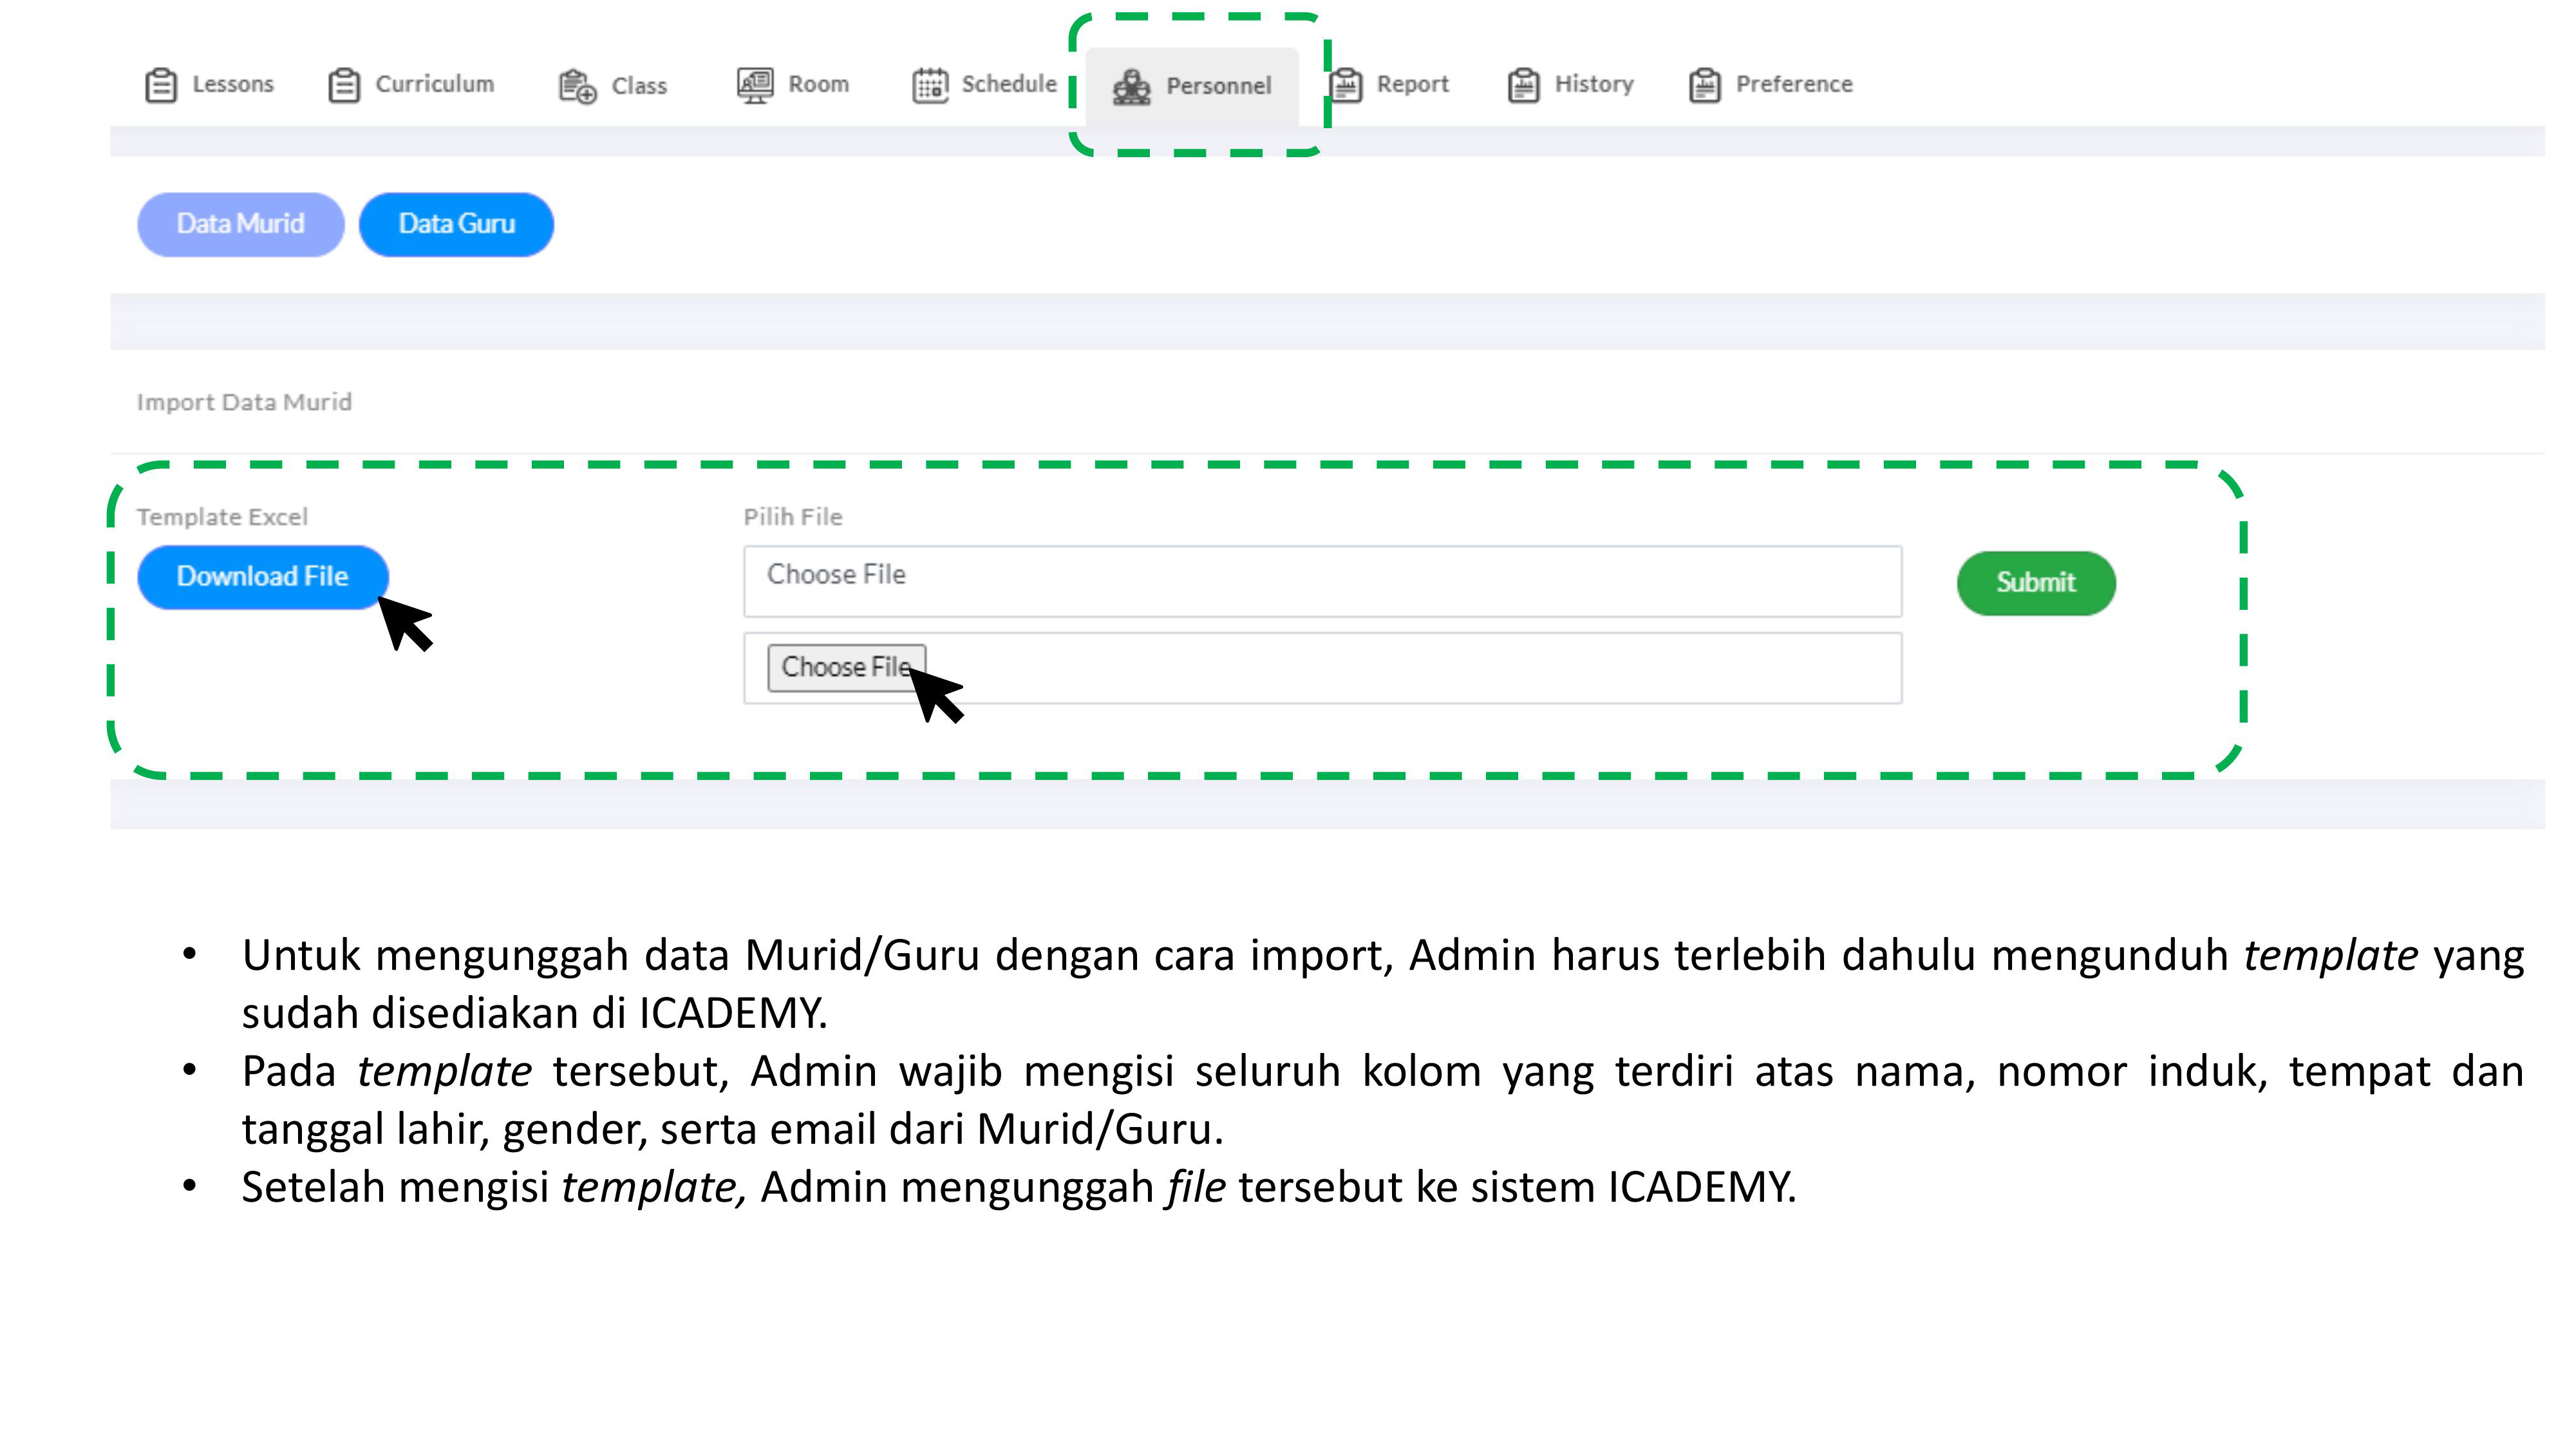 Lessons Curriculum Class Room Schedule Personnel Report History Preference
Data Murid Data Guru
Import Data Murid
Template Excel Pilih File
Download File Choose File Submit
Choose File
• Untuk mengunggah data Murid/Guru dengan cara import, Admin harus terlebih dahulu mengunduh template yang
sudah disediakan di ICADEMY.
• Pada template tersebut, Admin wajib mengisi seluruh kolom yang terdiri atas nama, nomor induk, tempat dan
tanggal lahir, gender, serta email dari Murid/Guru.
• Setelah mengisi template, Admin mengunggah file tersebut ke sistem ICADEMY.